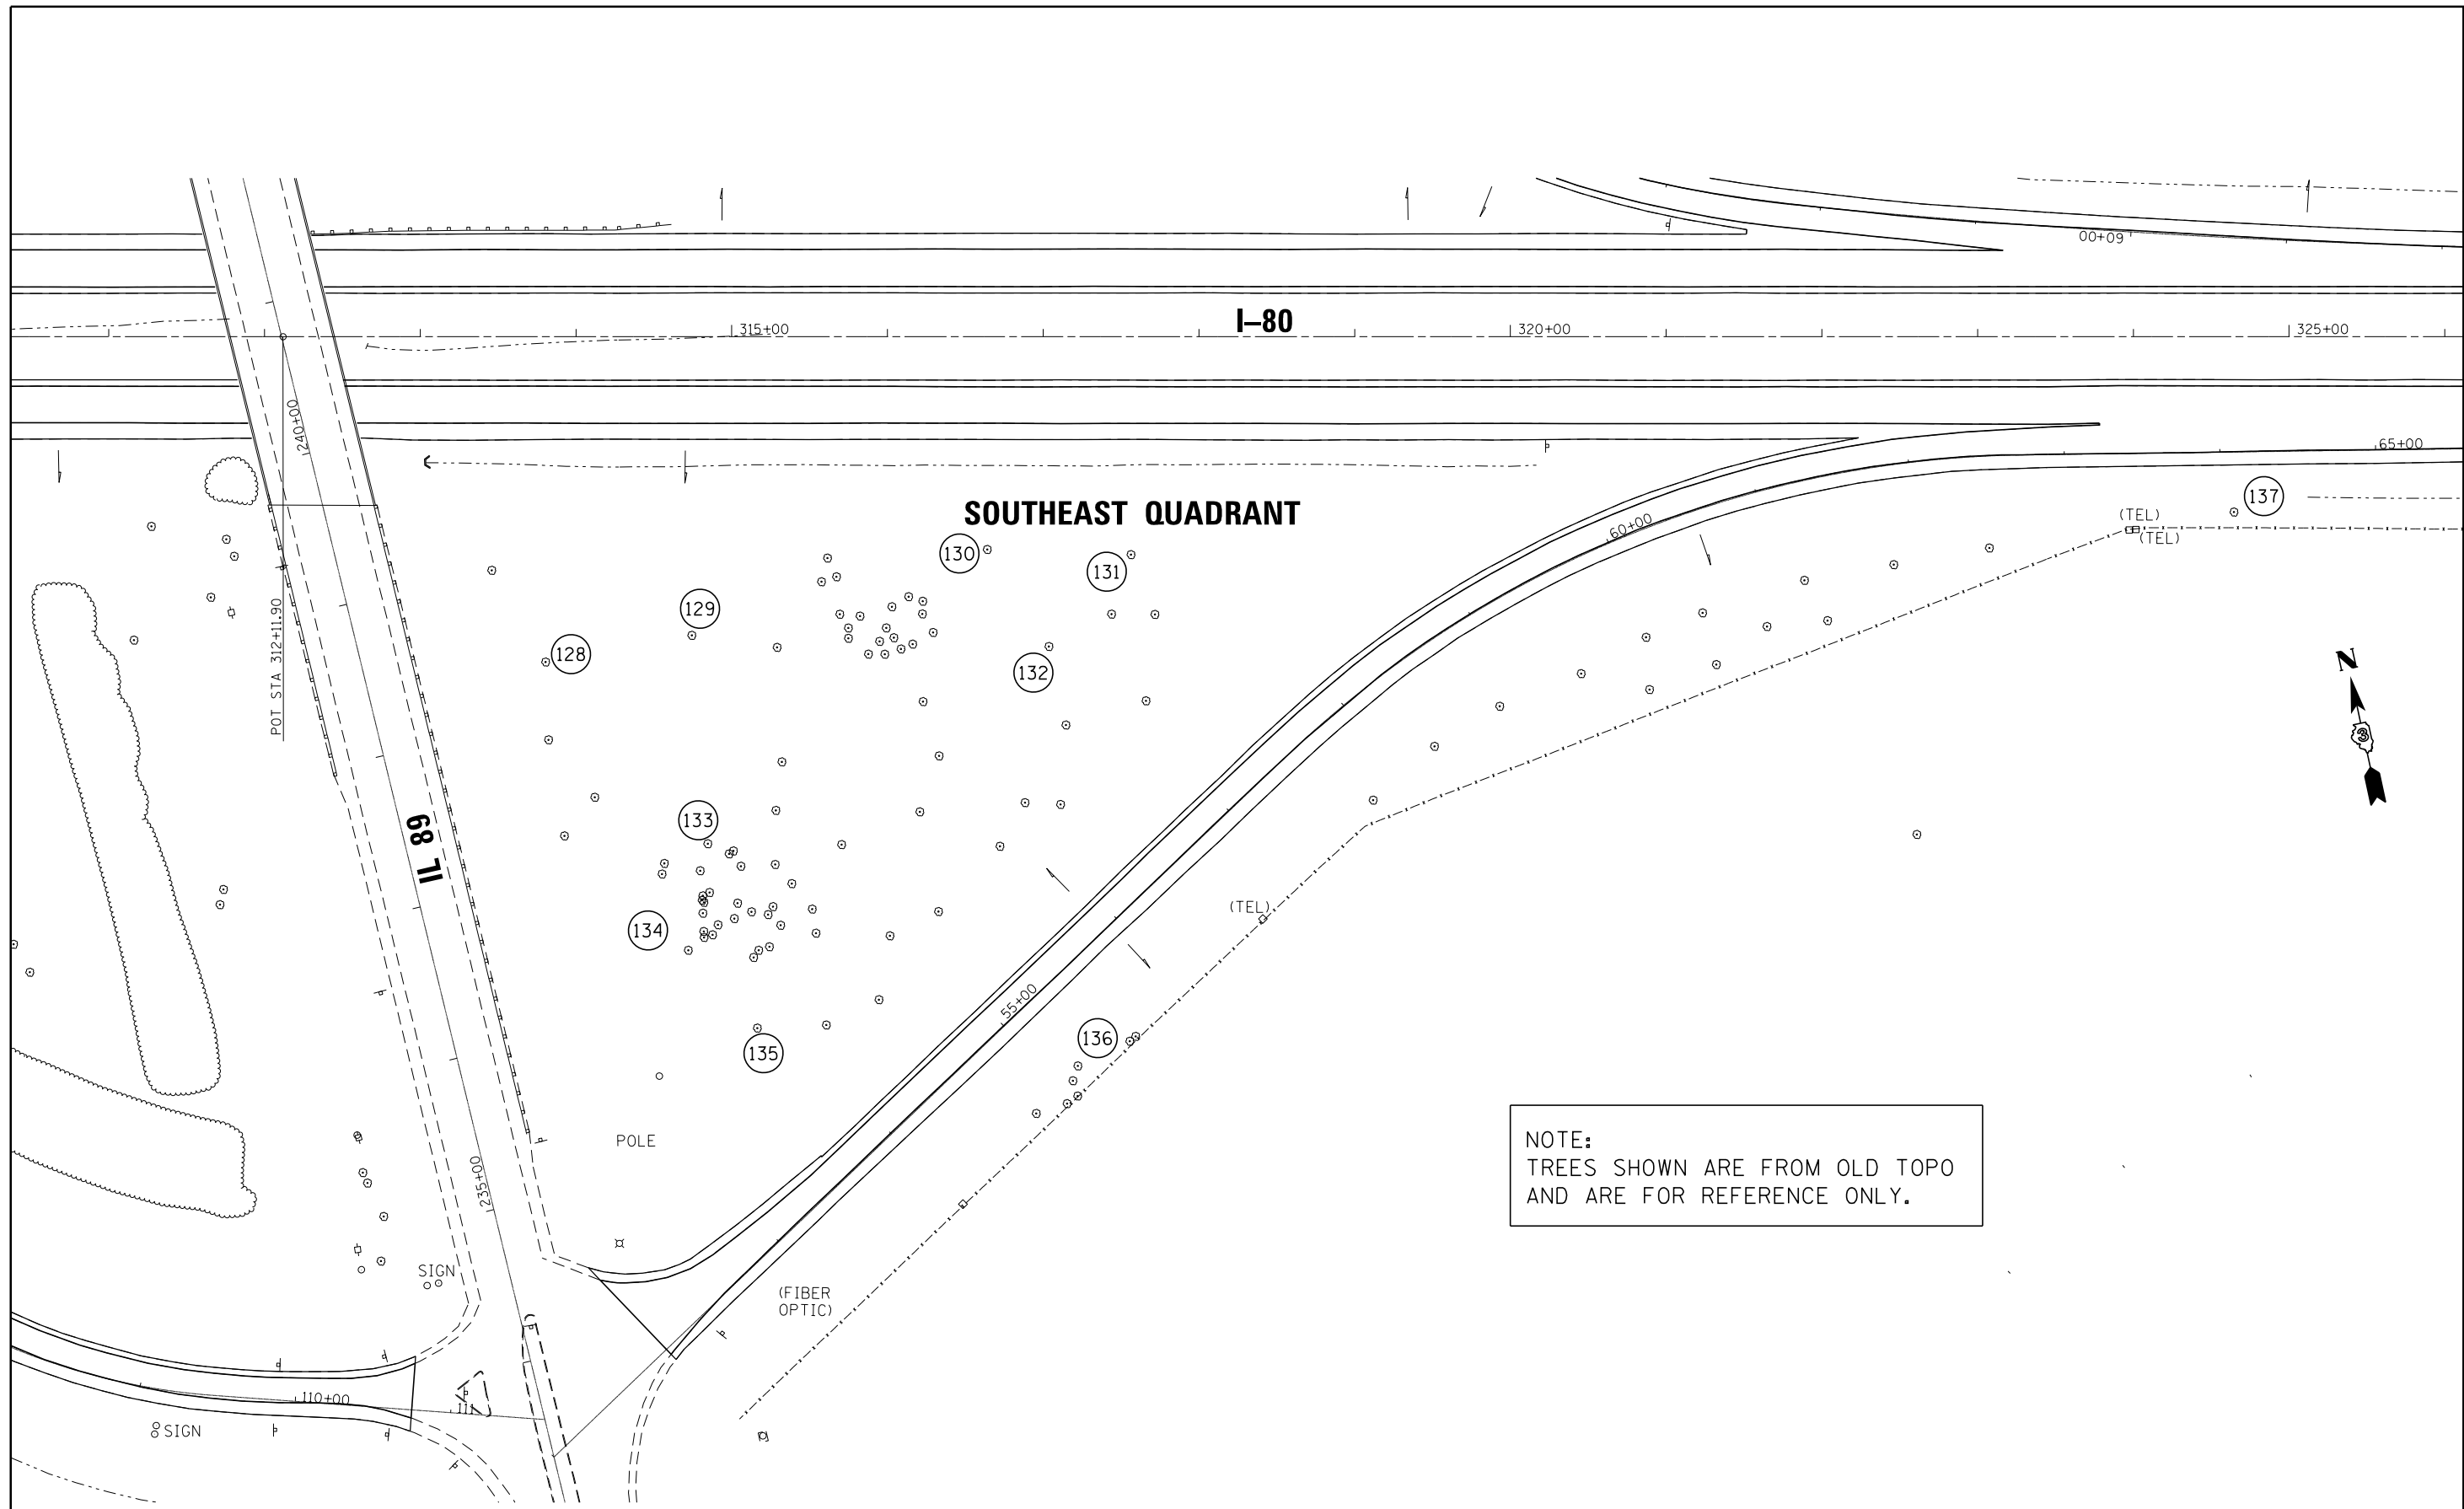 00+09
315+00
I–80
320+00
325+00
240+00
65+00
SOUTHEAST QUADRANT
137
(TEL)
(TEL)
60+00
130
131
129
128
132
POT STA 312+11.90
N
3
133
IL 89
134
(TEL)
55+00
136
135
POLE
235+00
NOTE:
TREES SHOWN ARE FROM OLD TOPO
AND ARE FOR REFERENCE ONLY.
SIGN
(FIBER
OPTIC)
110+00
111
SIGN